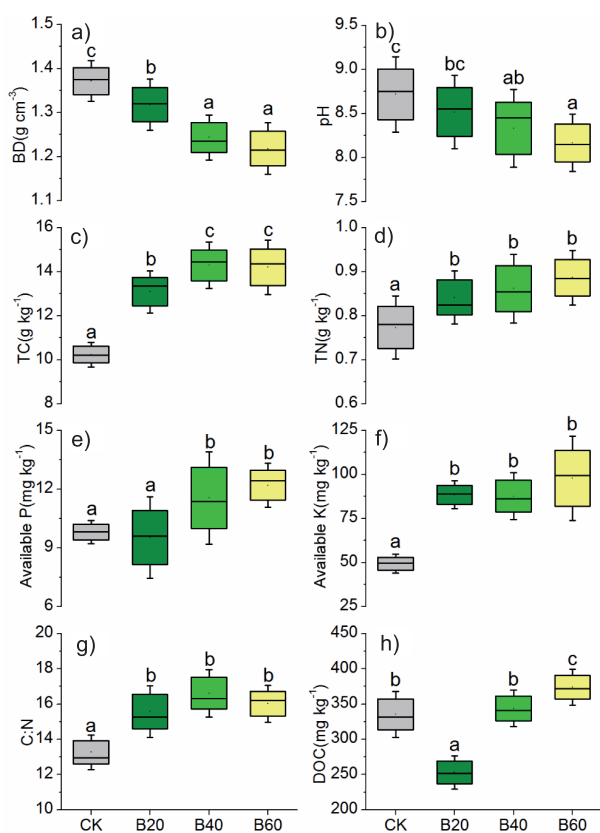 a)
BD(g cm-3)
1.5
1.4
1.3
1.2
1.1
c
b
a
a
b)
pH
9.5
9.0
8.5
8.0
7.5
c
bc
ab
a
c)
TC(g kg-1)
16
14
12
10
8
a
b
c
c
d)
TN(g kg-1)
1.0
0.9
0.8
0.7
0.6
a
b
b
b
e)
Available P(mg kg-1)
15
12
9
6
a
a
b
b
f)
Available K(mg kg-1)
125
100
75
50
25
a
b
b
b
g)
C:N
20
18
16
14
12
10
a
b
b
b
CK B20 B40 B60
h)
DOC(mg kg-1)
450
400
350
300
250
200
b
a
b
c
CK B20 B40 B60